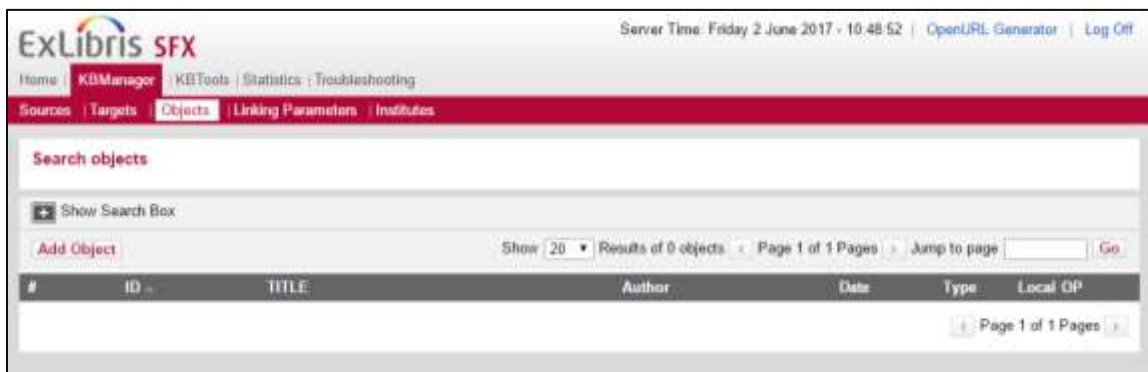 ExLibris SFX
Server Time: Friday 2 June 2017 - 10:48:52 | OpenURL Generator | Log Off
Home | KBManager | KBTools | Statistics | Troubleshooting
Sources | Targets | Objects | Linking Parameters | Institutes
Search objects
+ Show Search Box
Add Object Show 20 Results of 0 objects Page 1 of 1 Pages Jump to page Go
# ID TITLE Author Date Type Local OP
Page 1 of 1 Pages